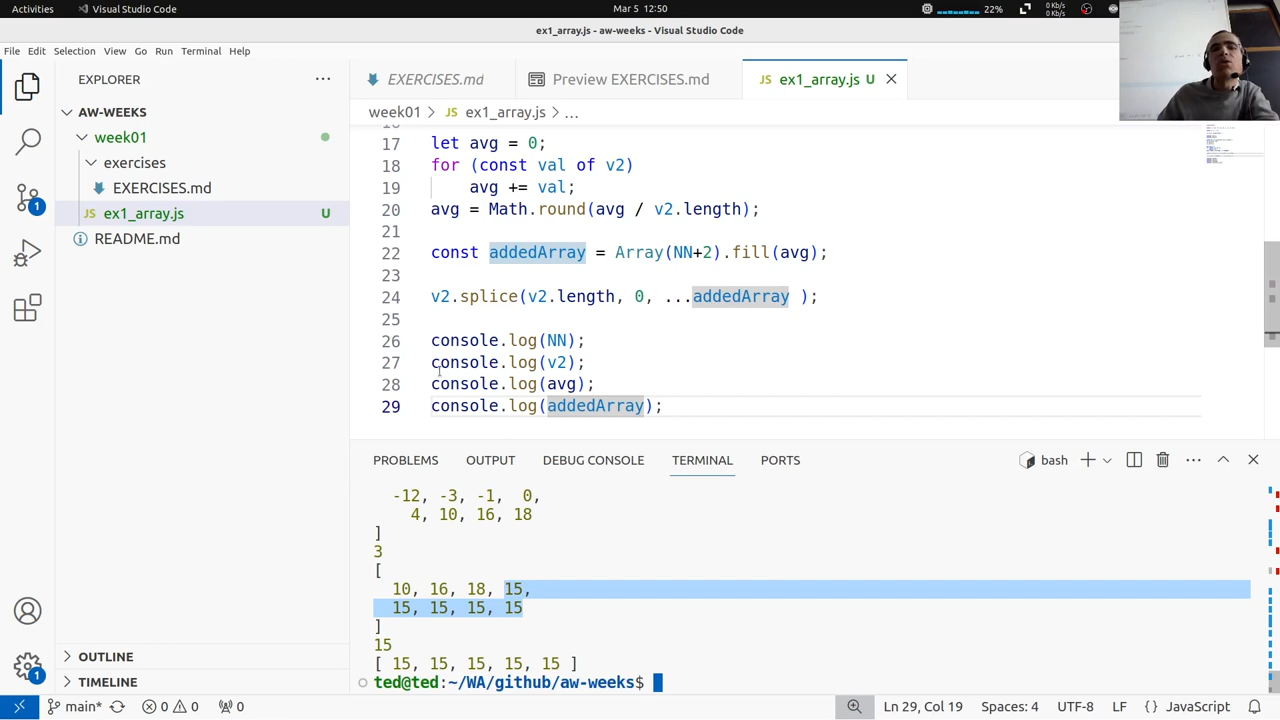 Activities
Visual Studio Code
Mar 5 12:50
22%
0 Kb/s
0 Kb/s
ex1_array.js - aw-weeks - Visual Studio Code
File Edit Selection View Go Run Terminal Help
EXPLORER
AW-WEEKS
week01
exercises
EXERCISES.md
ex1_array.js U
README.md
OUTLINE
TIMELINE
1
1
EXERCISES.md
Preview EXERCISES.md
ex1_array.js U
week01 > JS ex1_array.js > ...
16
17 let avg = 0;
18 for (const val of v2)
19 avg += val;
20 avg = Math.round(avg / v2.length);
21
22 const addedArray = Array(NN+2).fill(avg);
23
24 v2.splice(v2.length, 0, ...addedArray );
25
26 console.log(NN);
27 console.log(v2);
28 console.log(avg);
29 console.log(addedArray);
PROBLEMS OUTPUT DEBUG CONSOLE TERMINAL PORTS
bash
-12, -3, -1, 0,
4, 10, 16, 18
]
3
[
10, 16, 18, 15,
15, 15, 15, 15
]
15
[ 15, 15, 15, 15, 15 ]
ted@ted:~/WA/github/aw-weeks$
main* 0 0 0
Ln 29, Col 19 Spaces: 4 UTF-8 LF {} JavaScript